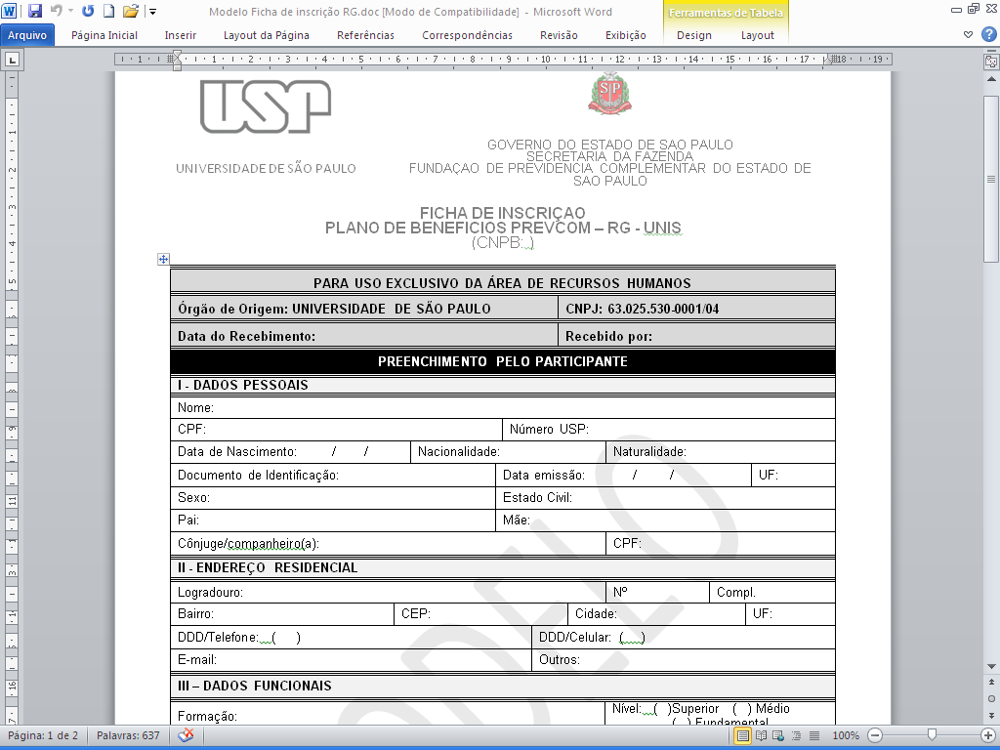 Modelo Ficha de inscrição RG.doc [Modo de Compatibilidade] - Microsoft Word
Ferramentas de Tabela
Arquivo Página Inicial Inserir Layout da Página Referências Correspondências Revisão Exibição Design Layout
1 1 2 3 4 5 6 7 8 9 10 11 12 13 14 15 16 17 18 19
USP
SP
UNIVERSIDADE DE SÃO PAULO
GOVERNO DO ESTADO DE SAO PAULO
SECRETARIA DA FAZENDA
FUNDAÇAO DE PREVIDENCIA COMPLEMENTAR DO ESTADO DE
SAO PAULO
FICHA DE INSCRIÇAO
PLANO DE BENEFICIOS PREVCOM – RG - UNIS
(CNPB: )
PARA USO EXCLUSIVO DA ÁREA DE RECURSOS HUMANOS
Órgão de Origem: UNIVERSIDADE DE SÃO PAULO CNPJ: 63.025.530-0001/04
Data do Recebimento: Recebido por:
PREENCHIMENTO PELO PARTICIPANTE
I - DADOS PESSOAIS
Nome:
CPF: Número USP:
Data de Nascimento: / / Nacionalidade: Naturalidade:
Documento de Identificação: Data emissão: / / UF:
Sexo: Estado Civil:
Pai: Mãe:
Cônjuge/companheiro(a): CPF:
II - ENDEREÇO RESIDENCIAL
Logradouro: Nº Compl.
Bairro: CEP: Cidade: UF:
DDD/Telefone: ( ) DDD/Celular: ( )
E-mail: Outros:
III – DADOS FUNCIONAIS
Formação: Nível: ( )Superior ( ) Médio
( ) Fundamental
MODELO
Página: 1 de 2 Palavras: 637 100%